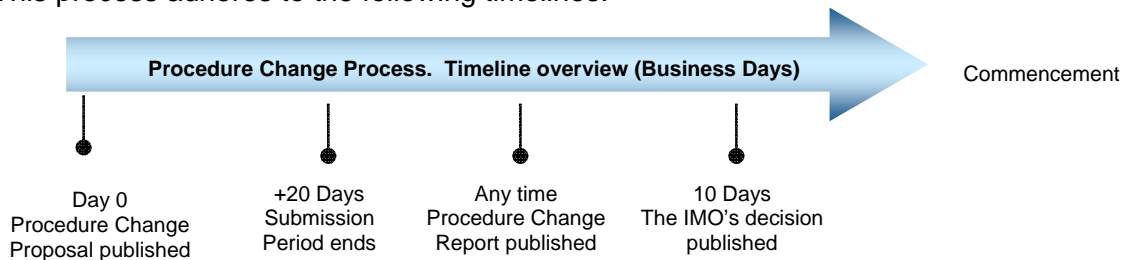 This process adheres to the following timelines:
Procedure Change Process. Timeline overview (Business Days)
Commencement
Day 0
Procedure Change
Proposal published
+20 Days
Submission
Period ends
Any time
Procedure Change
Report published
10 Days
The IMO's decision
published